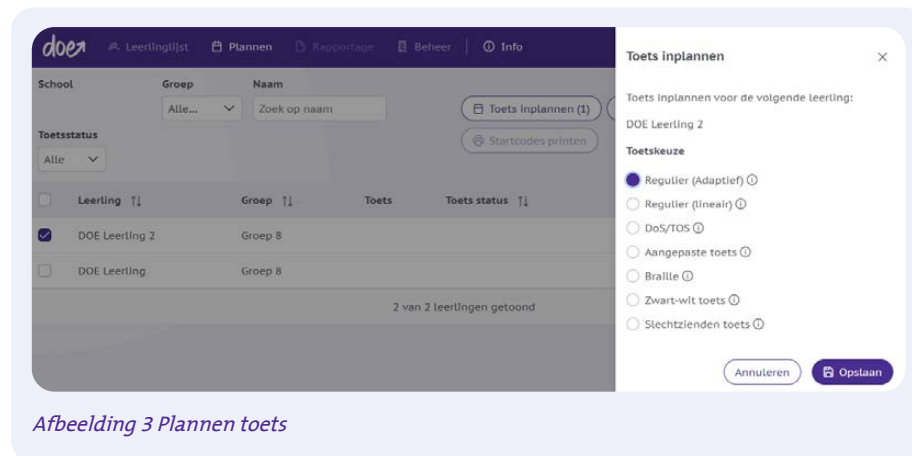 doe
Leerlinglijst Plannen Rapportage Beheer Info
School Groep Naam
Alle... Zoek op naam
Toets inplannen (1)
Toetsstatus
Startcodes printen
Alle
Leerling Groep Toets Toets status
DOE Leerling 2 Groep 8
DOE Leerling Groep 8
2 van 2 leerlingen getoond
Toets inplannen
Toets inplannen voor de volgende leerling:
DOE Leerling 2
Toetskeuze
Regulier (Adaptief)
Regulier (lineair)
DoS/TOS
Aangepaste toets
Braille
Zwart-wit toets
Slechtzienden toets
Annuleren Opslaan
Afbeelding 3 Plannen toets